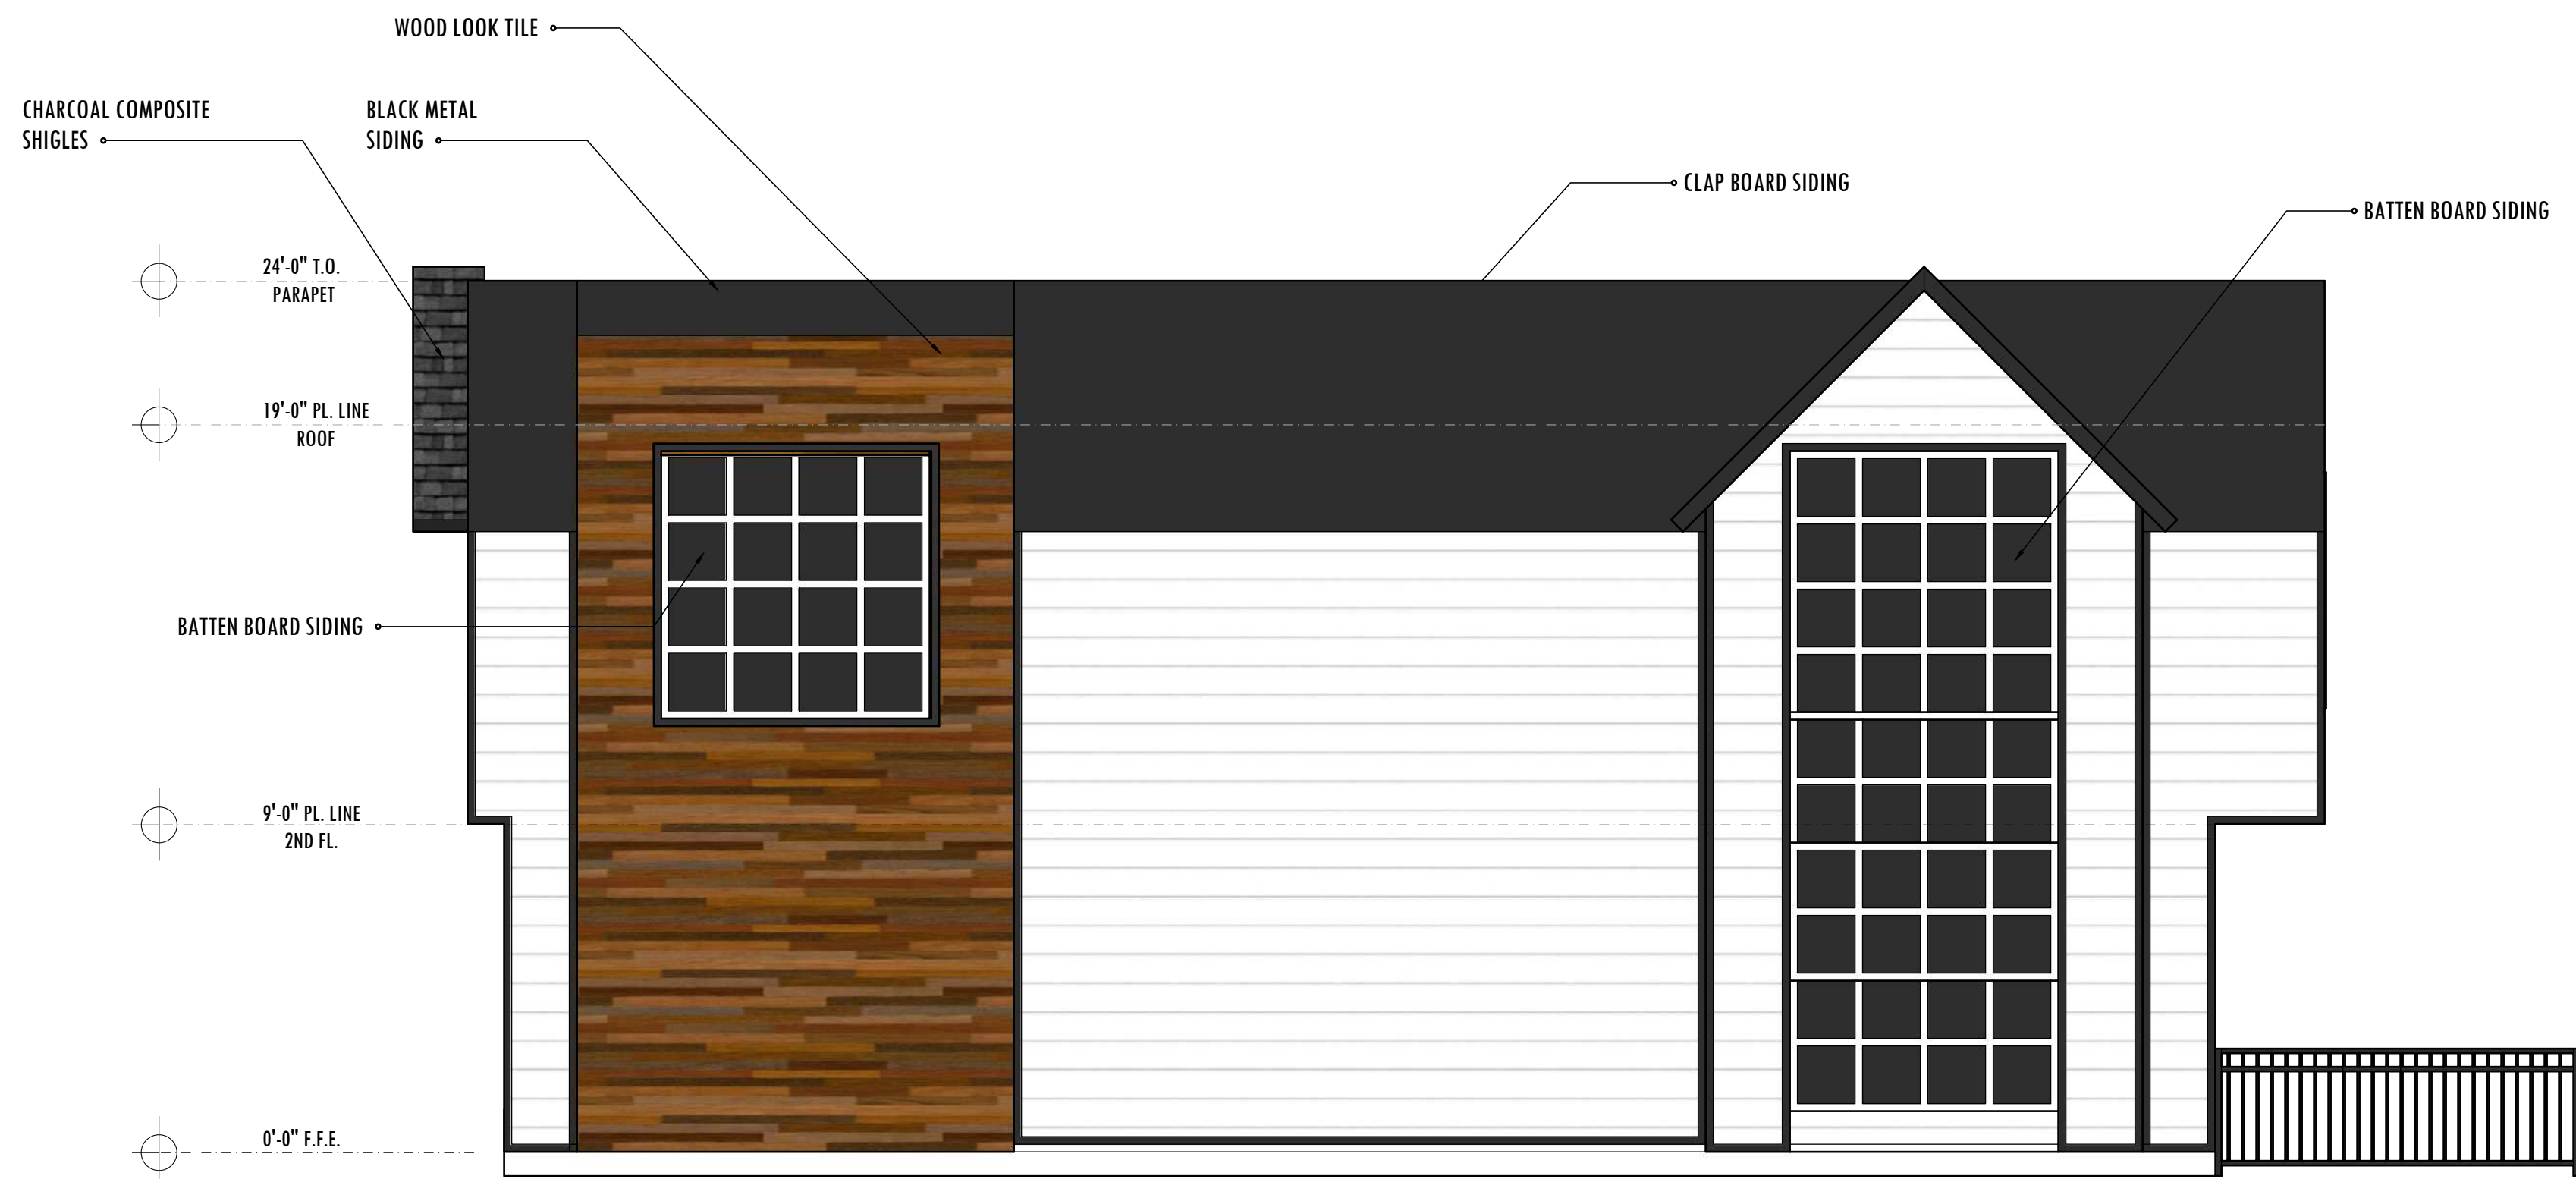 WOOD LOOK TILE
CHARCOAL COMPOSITE
SHIGLES
BLACK METAL
SIDING
CLAP BOARD SIDING
BATTEN BOARD SIDING
24'-0" T.O.
PARAPET
19'-0" PL. LINE
ROOF
BATTEN BOARD SIDING
9'-0" PL. LINE
2ND FL.
0'-0" F.F.E.